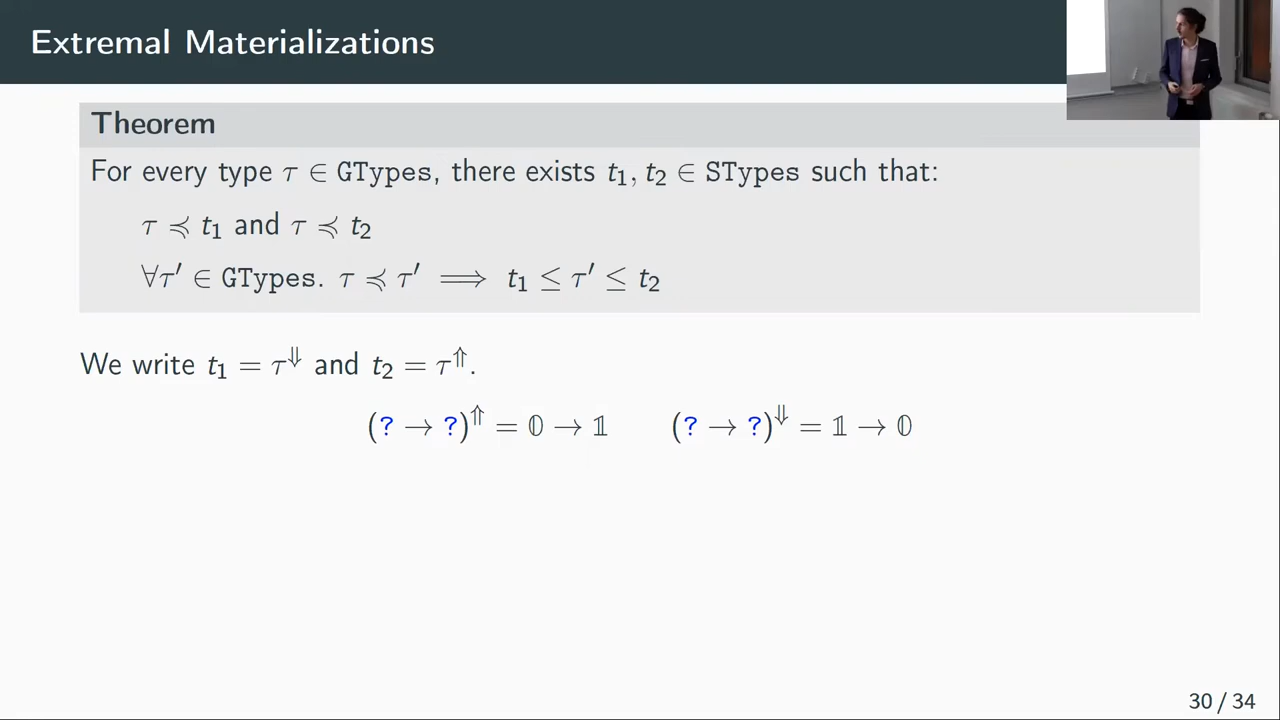 Extremal Materializations
Theorem
For every type τ ∈ GTypes, there exists t₁, t₂ ∈ STypes such that:
τ ≼ t₁ and τ ≼ t₂
∀τ′ ∈ GTypes. τ ≼ τ′ ⟹ t₁ ≤ τ′ ≤ t₂
We write t₁ = τ^⇓ and t₂ = τ^⇑.
(? → ?)^⇑ = 𝟘 → 𝟙 (? → ?)^⇓ = 𝟙 → 𝟘
30 / 34